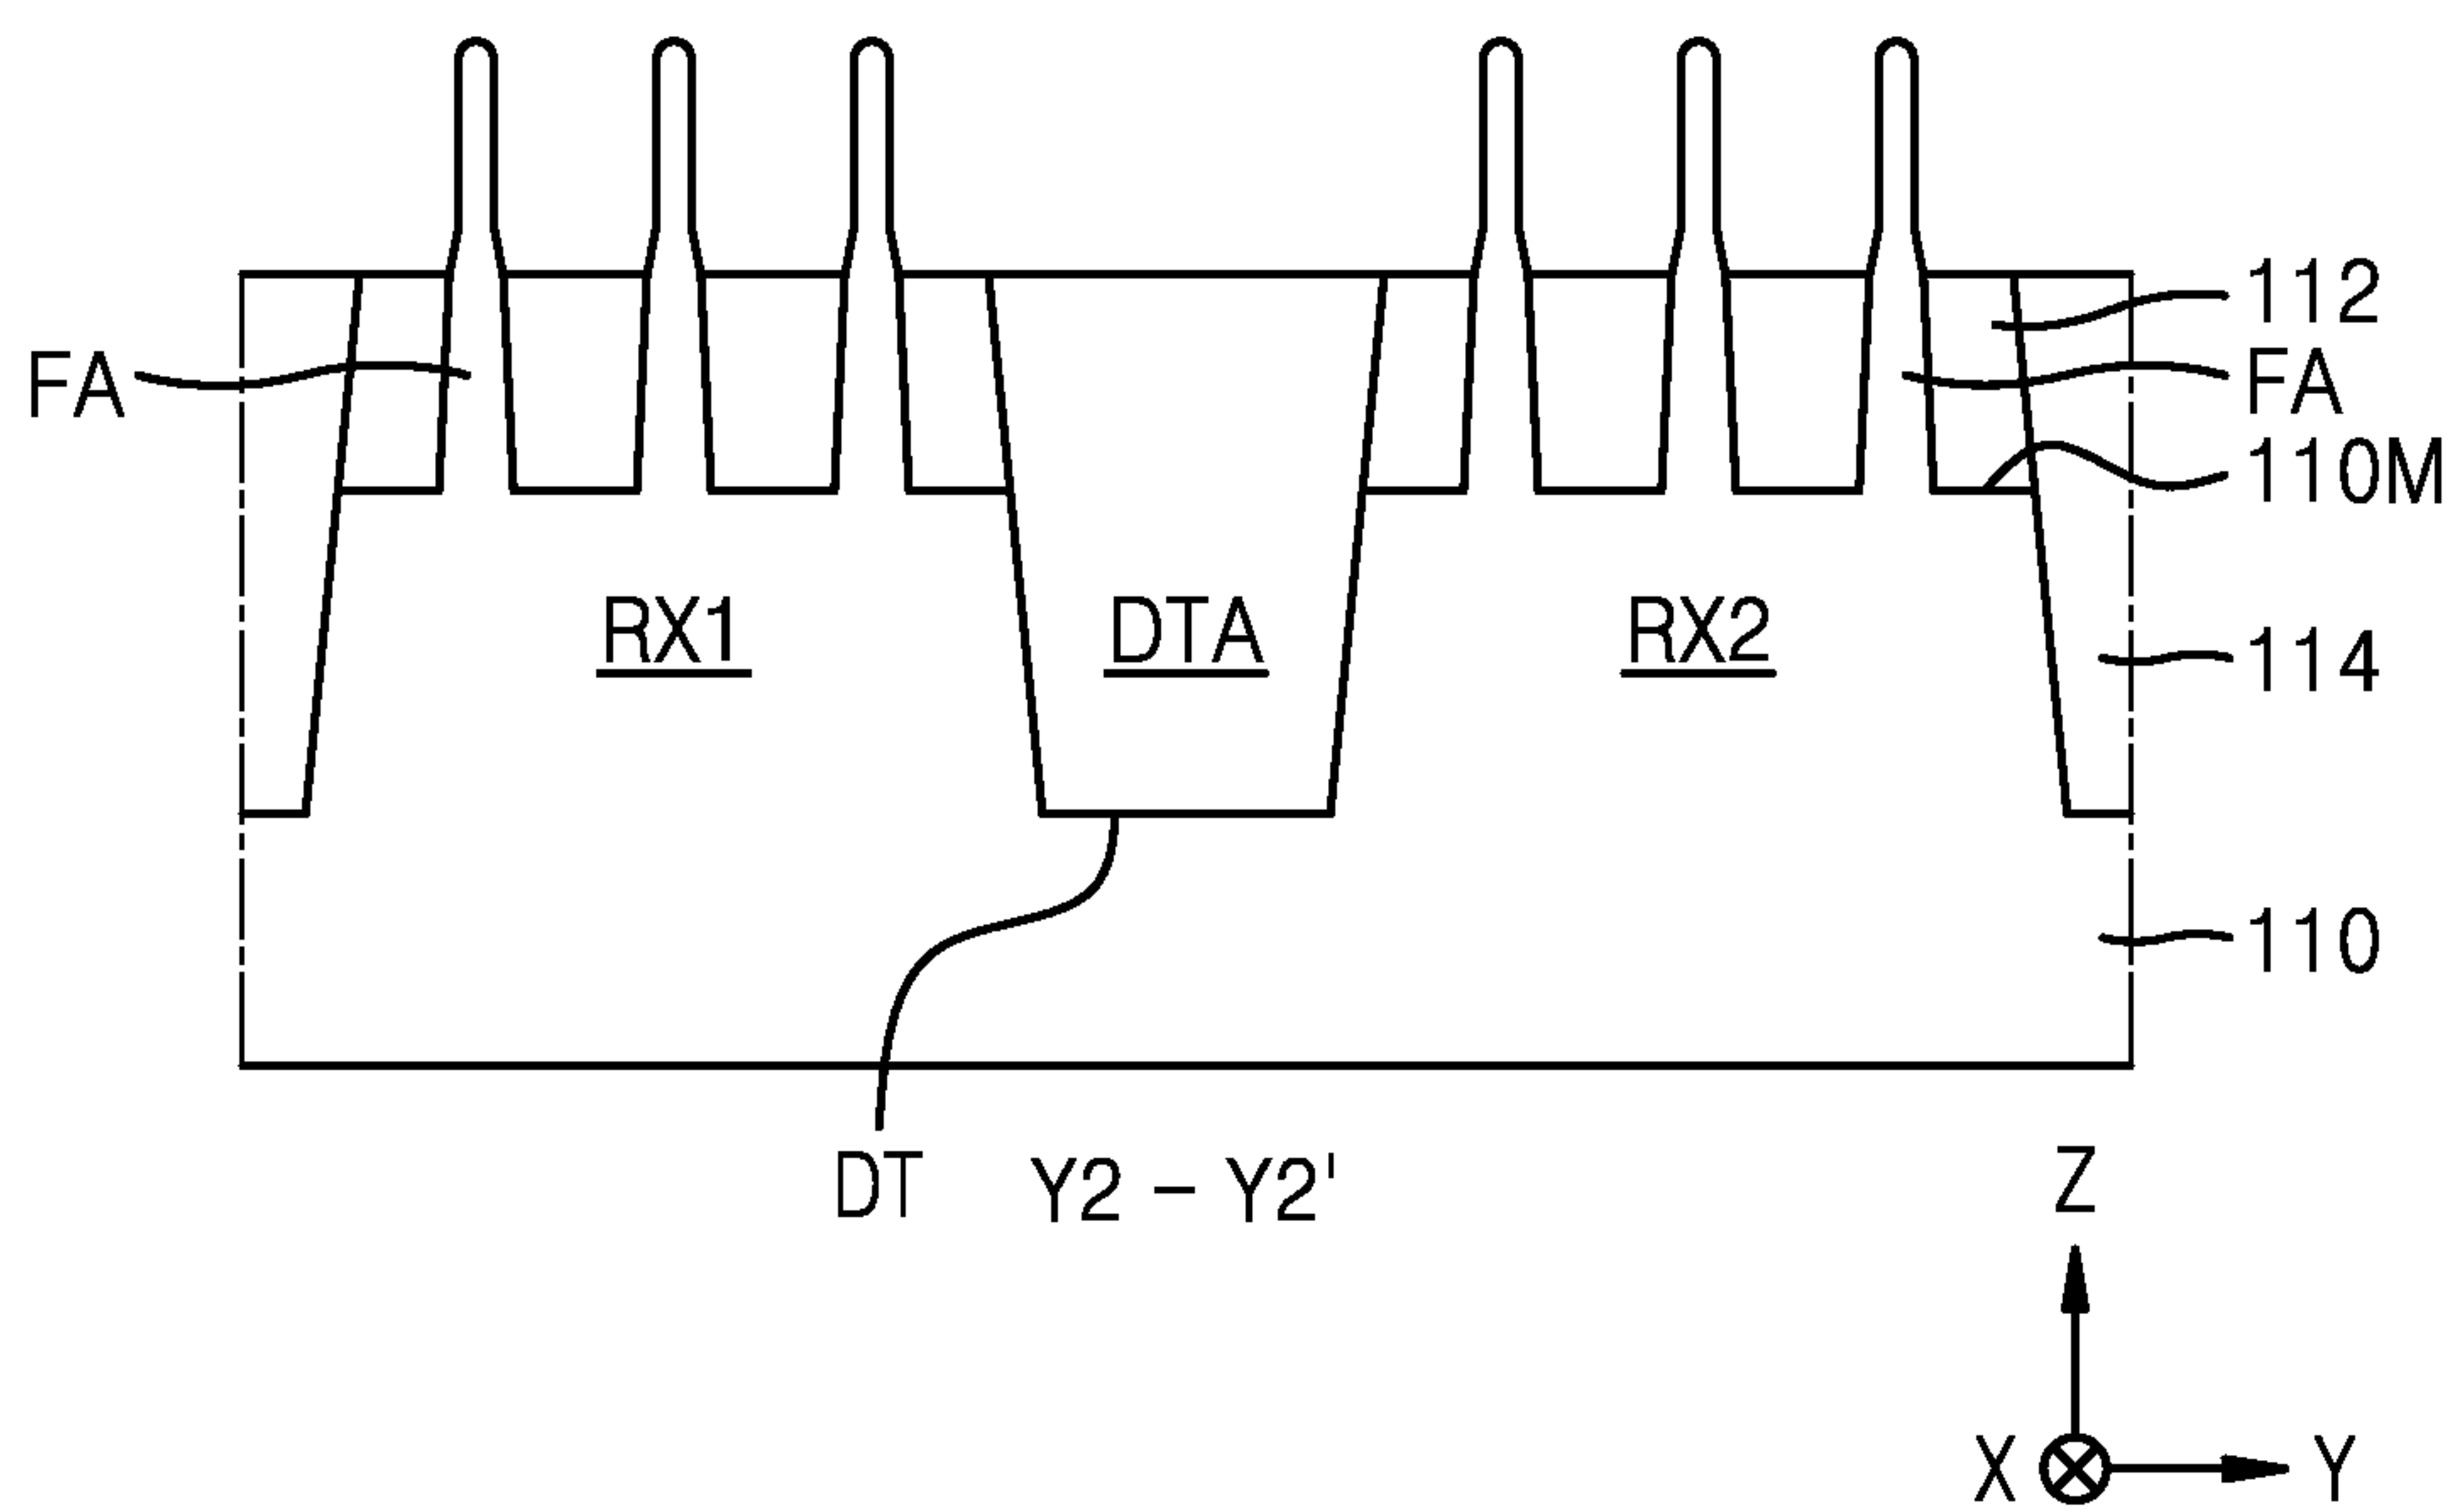 112
FA
FA
110M
RX1
DTA
RX2
114
110
DT
Y2 – Y2'
Z
X
Y